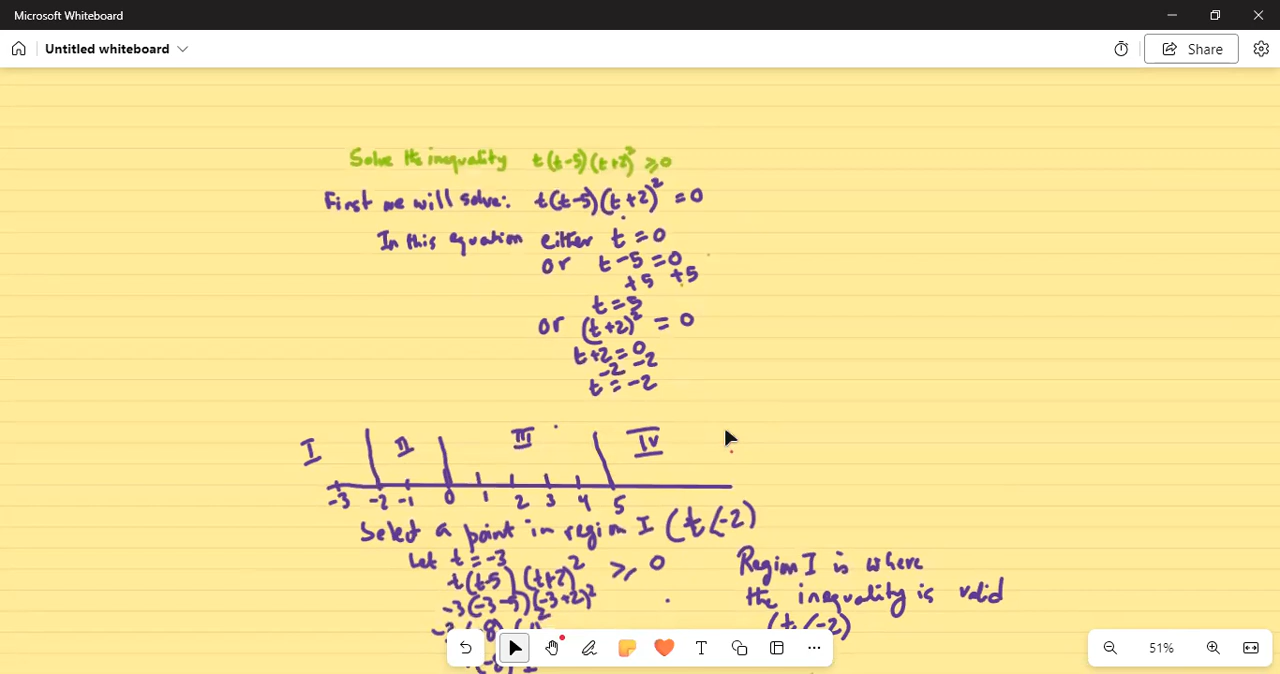 Microsoft Whiteboard
Untitled whiteboard
Share
Solve the inequality t(t-5)(t+2)² ≥ 0
First we will solve: t(t-5)(t+2)² = 0
In this equation either t = 0
or t-5 = 0
+5 +5
t = 5
or (t+2)² = 0
t+2 = 0
-2 -2
t = -2
I II III IV
-3 -2 -1 0 1 2 3 4 5
Select a point in region I (t<-2)
Let t = -3
t(t-5)(t+2)² ≥ 0
-3(-3-5)(-3+2)²
Region I is where
the inequality is valid
(t<-2)
51%